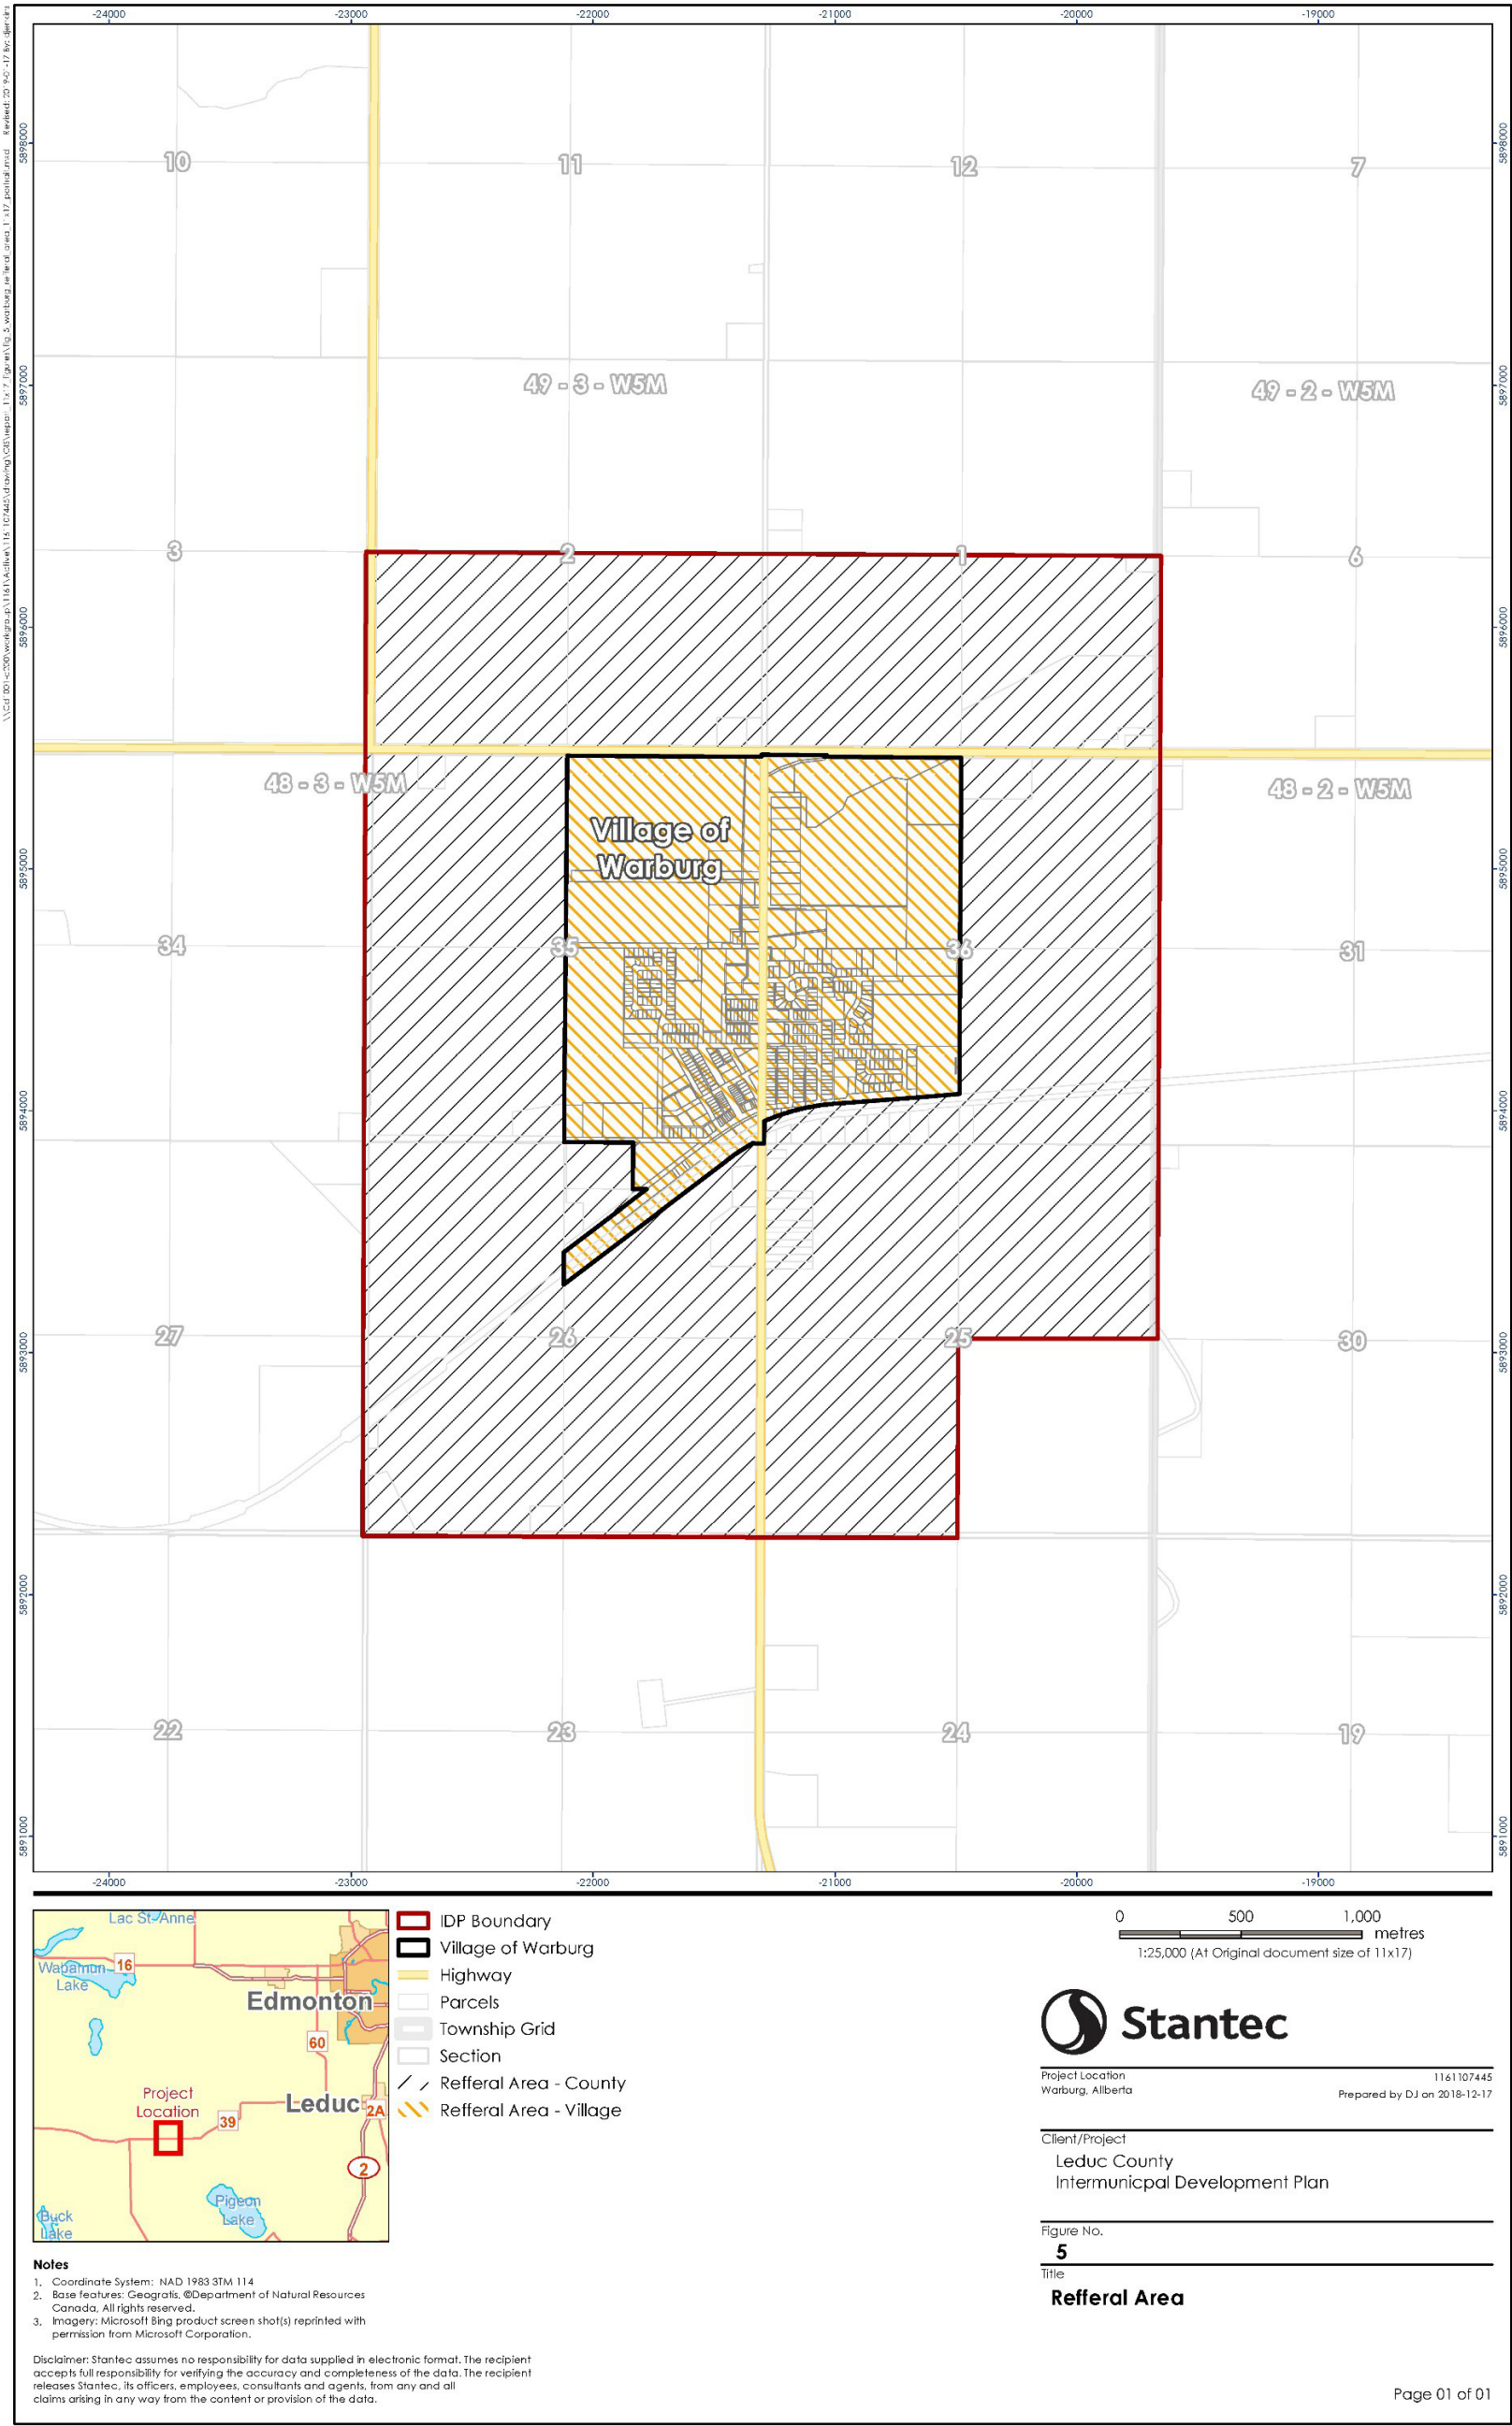 -24000 -23000 -22000 -21000 -20000 -19000
5898000 5898000
10 11 12 7
49 - 3 - W5M 49 - 2 - W5M
5897000 5897000
3 2 1 6
5896000 5896000
48 - 3 - W5M 48 - 2 - W5M
Village of
Warburg
5895000 5895000
34 35 36 31
5894000 5894000
27 26 25 30
5893000 5893000
5892000 5892000
22 23 24 19
5891000 5891000
-24000 -23000 -22000 -21000 -20000 -19000
Lac St-Anne
Wabamun
Lake
16
Edmonton
60
Project
Location
Leduc
2A
39
2
Pigeon
Lake
Buck
Lake
IDP Boundary
Village of Warburg
Highway
Parcels
Township Grid
Section
Refferal Area - County
Refferal Area - Village
0 500 1,000
metres
1:25,000 (At Original document size of 11x17)
Stantec
Project Location 1161107445
Warburg, Allberta Prepared by DJ on 2018-12-17
Client/Project
Leduc County
Intermunicpal Development Plan
Figure No.
5
Title
Refferal Area
Notes
1. Coordinate System: NAD 1983 3TM 114
2. Base features: Geogratis, ©Department of Natural Resources
Canada, All rights reserved.
3. Imagery: Microsoft Bing product screen shot(s) reprinted with
permission from Microsoft Corporation.
Disclaimer: Stantec assumes no responsibility for data supplied in electronic format. The recipient
accepts full responsibility for verifying the accuracy and completeness of the data. The recipient
releases Stantec, its officers, employees, consultants and agents, from any and all
claims arising in any way from the content or provision of the data.
Page 01 of 01